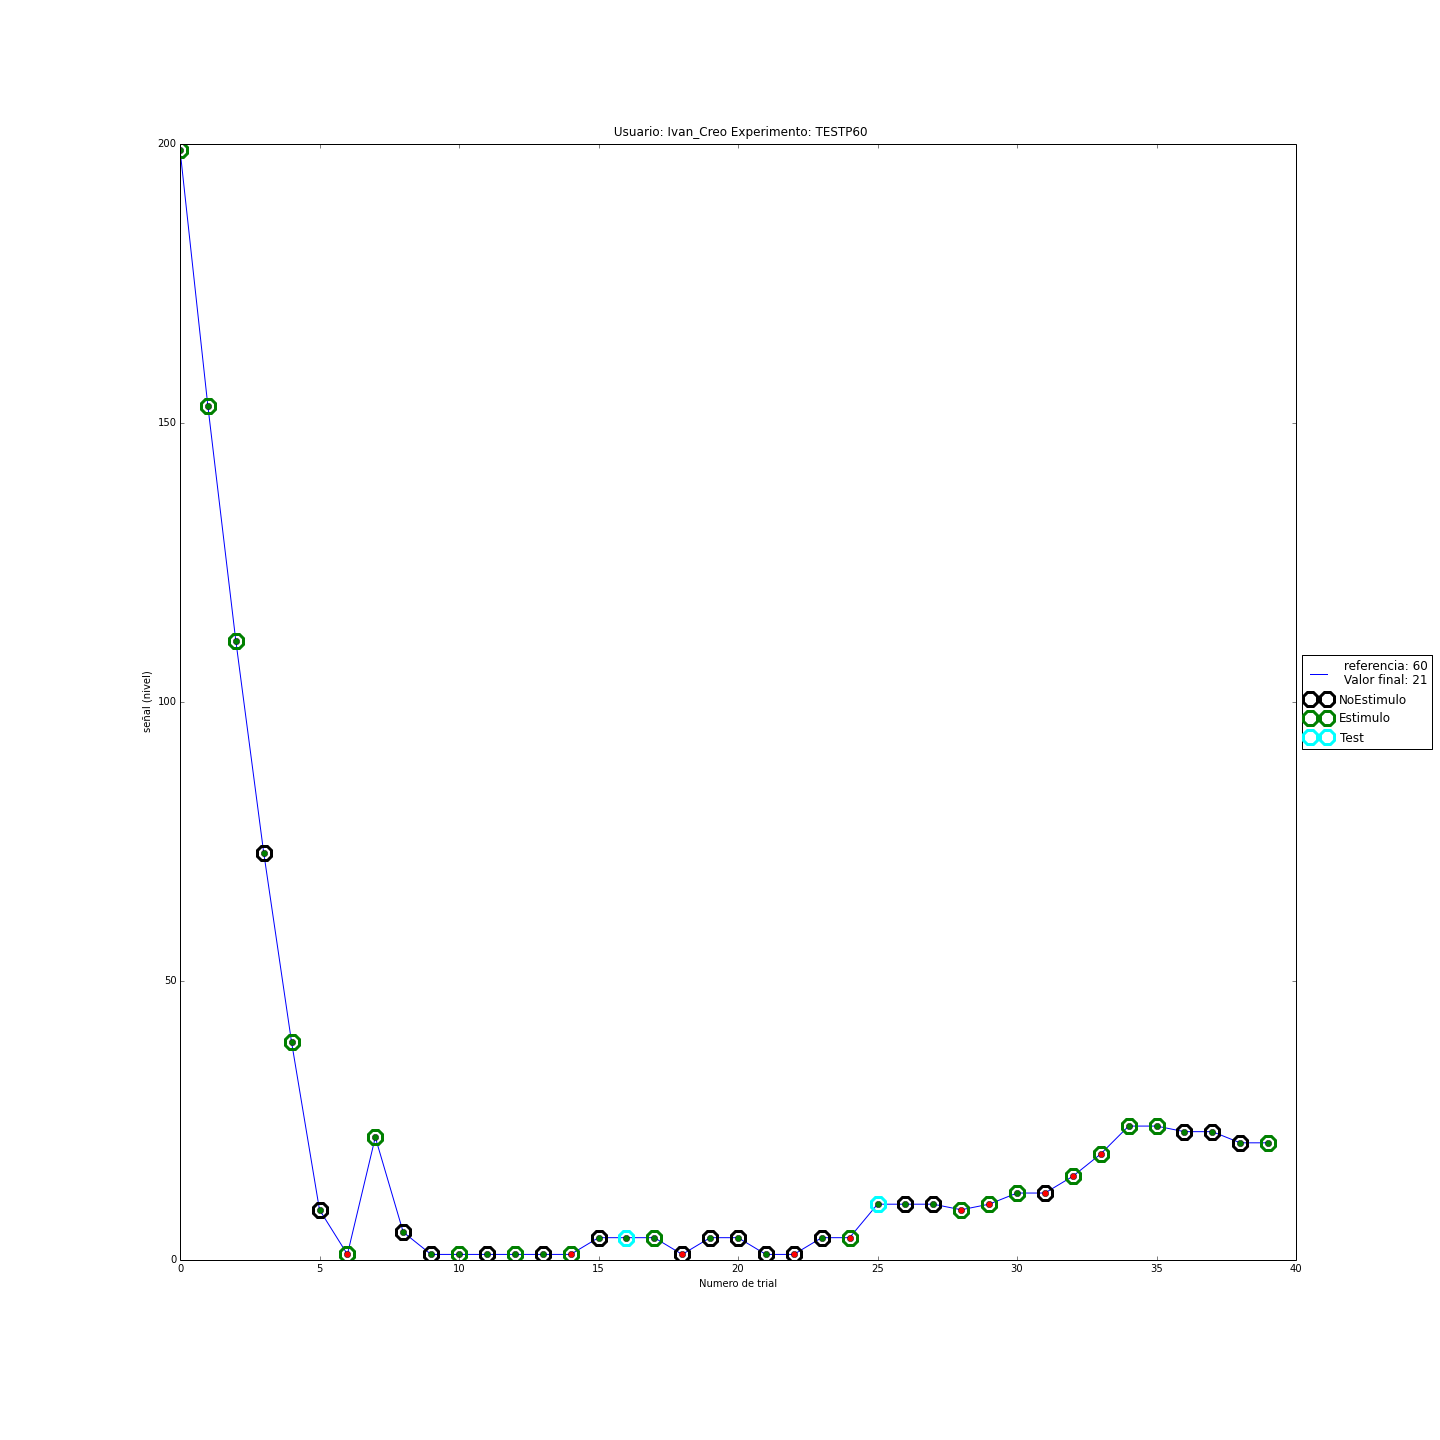 Usuario: Ivan_Creo Experimento: TESTP60
200
150
100
50
0
señal (nivel)
0 5 10 15 20 25 30 35 40
Numero de trial
referencia: 60
Valor final: 21
NoEstimulo
Estimulo
Test